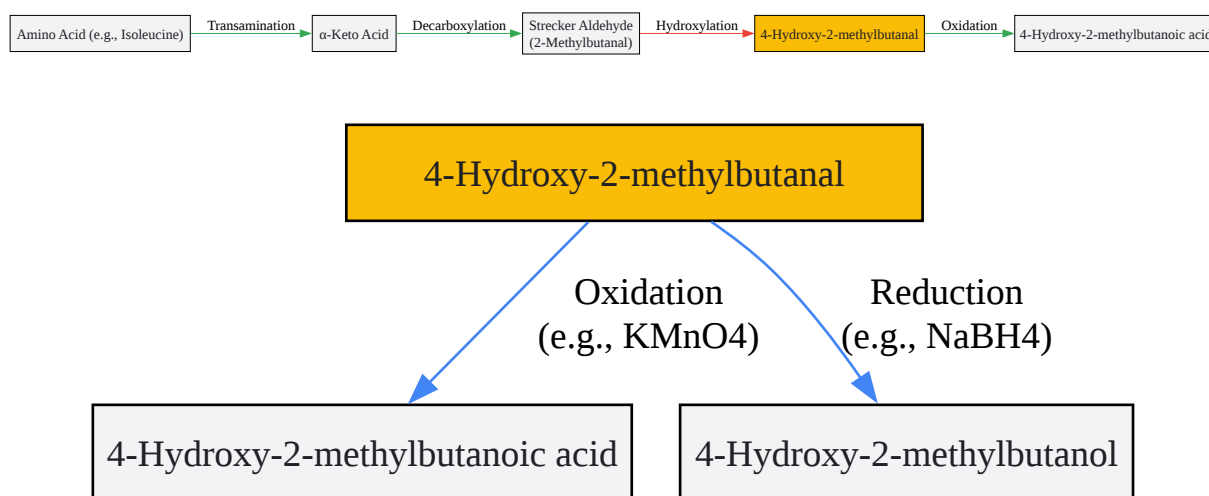 Amino Acid (e.g., Isoleucine)
Transamination
α-Keto Acid
Decarboxylation
Strecker Aldehyde
(2-Methylbutanal)
Hydroxylation
4-Hydroxy-2-methylbutanal
Oxidation
4-Hydroxy-2-methylbutanoic acid
4-Hydroxy-2-methylbutanal
Oxidation
(e.g., KMnO4)
Reduction
(e.g., NaBH4)
4-Hydroxy-2-methylbutanoic acid
4-Hydroxy-2-methylbutanol